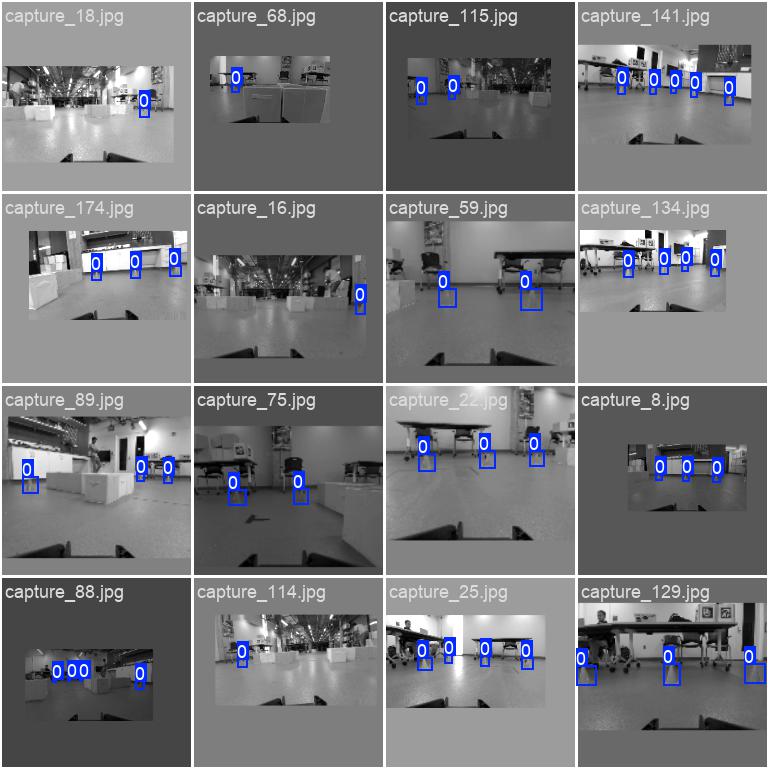 capture_18.jpg
capture_68.jpg
capture_115.jpg
capture_141.jpg
0
0
0 0
0 0 0 0 0
capture_174.jpg
capture_16.jpg
capture_59.jpg
capture_134.jpg
0 0 0
0
0 0
0 0 0 0
capture_89.jpg
capture_75.jpg
capture_22.jpg
capture_8.jpg
0 0 0
0 0
0 0 0
0 0 0
capture_88.jpg
capture_114.jpg
capture_25.jpg
capture_129.jpg
0 0 0 0
0
0 0 0 0
0 0 0